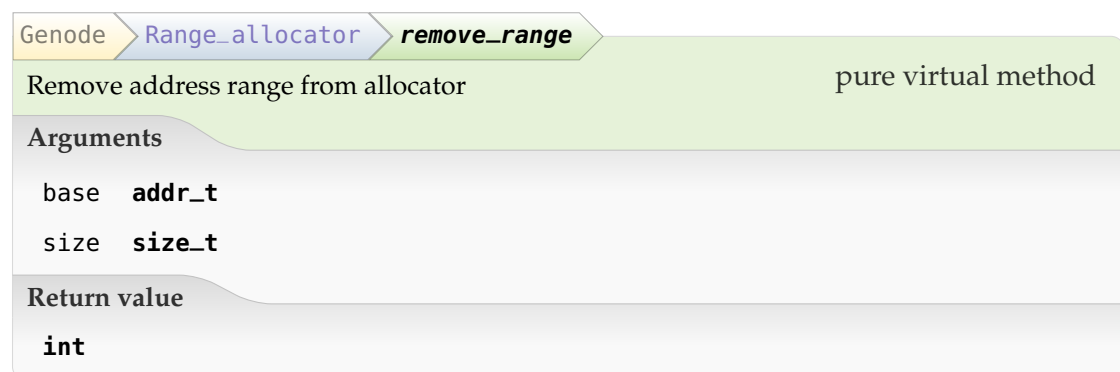 Genode Range_allocator remove_range
Remove address range from allocator
pure virtual method
Arguments
base addr_t
size size_t
Return value
int